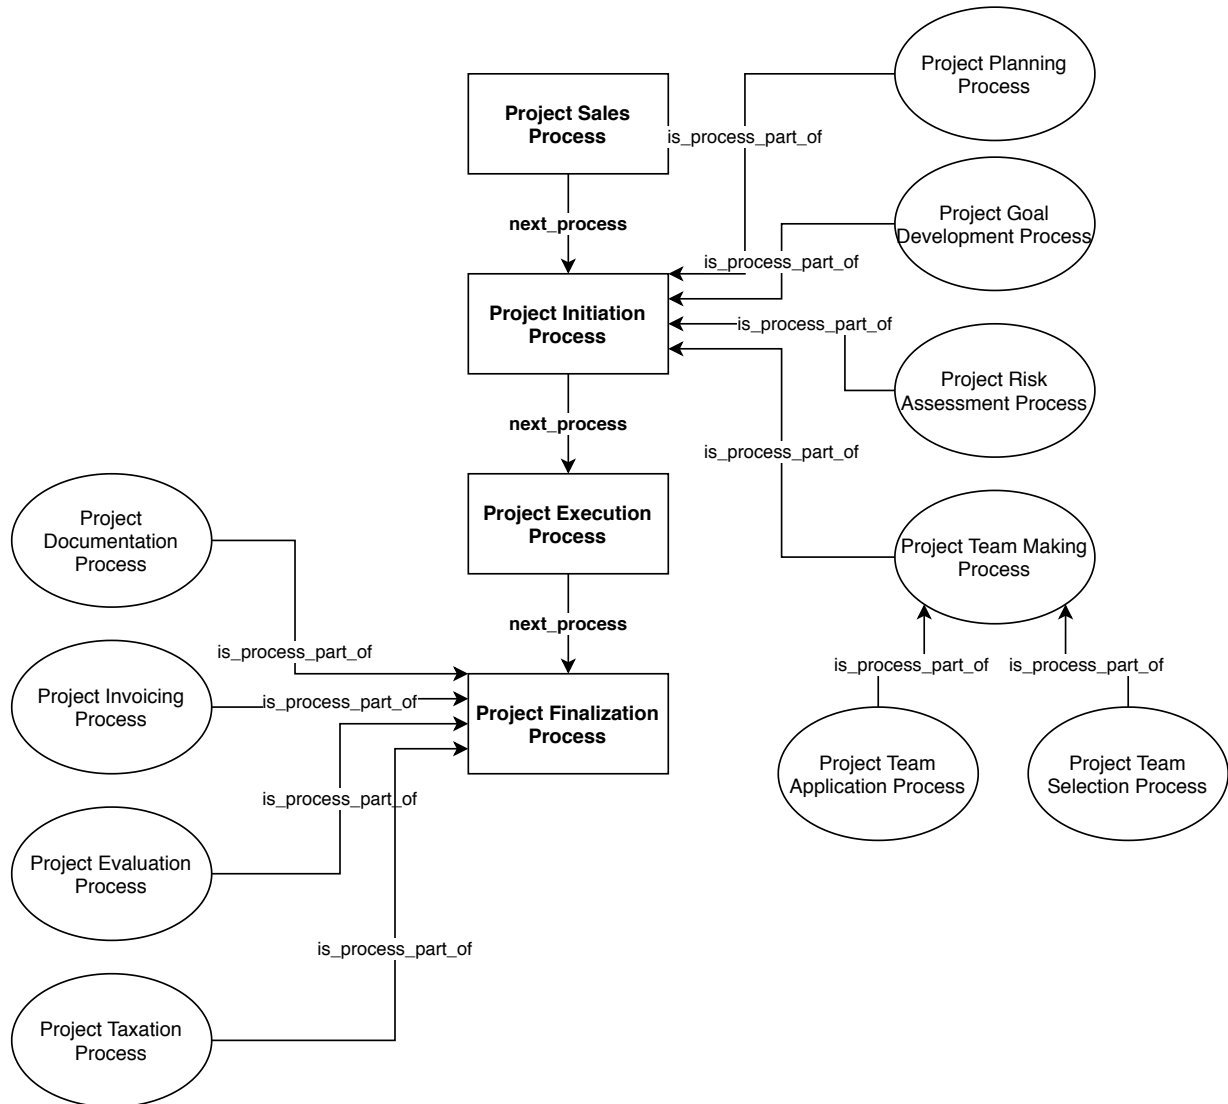 Project Planning
Process
Project Sales
Process
is_process_part_of
Project Goal
Development Process
next_process
is_process_part_of
Project Initiation
Process
is_process_part_of
Project Risk
Assessment Process
next_process
is_process_part_of
Project Execution
Process
Project
Documentation
Process
Project Team Making
Process
next_process
is_process_part_of
is_process_part_of
is_process_part_of
Project Invoicing
Process
is_process_part_of
Project Finalization
Process
Project Team
Application Process
Project Team
Selection Process
is_process_part_of
Project Evaluation
Process
is_process_part_of
Project Taxation
Process